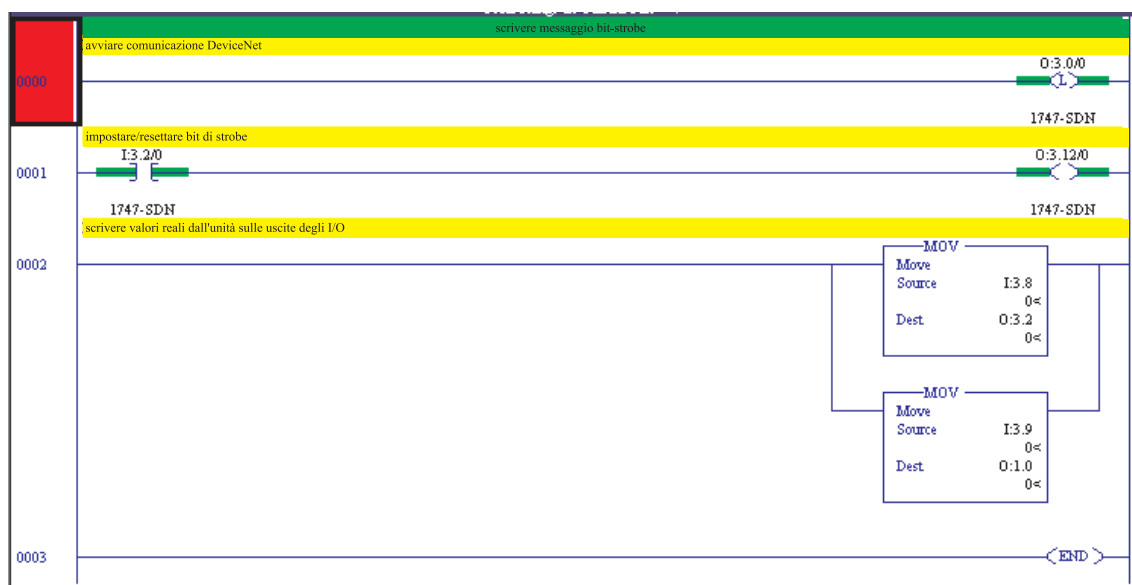 scrivere messaggio bit-strobe
avviare comunicazione DeviceNet
0000
O:3.0/0
L
1747-SDN
impostare/resettare bit di strobe
0001
I:3.2/0
O:3.12/0
1747-SDN
1747-SDN
scrivere valori reali dall'unità sulle uscite degli I/O
0002
MOV
Move
Source I:3.8
0<
Dest O:3.2
0<
MOV
Move
Source I:3.9
0<
Dest O:1.0
0<
0003
END